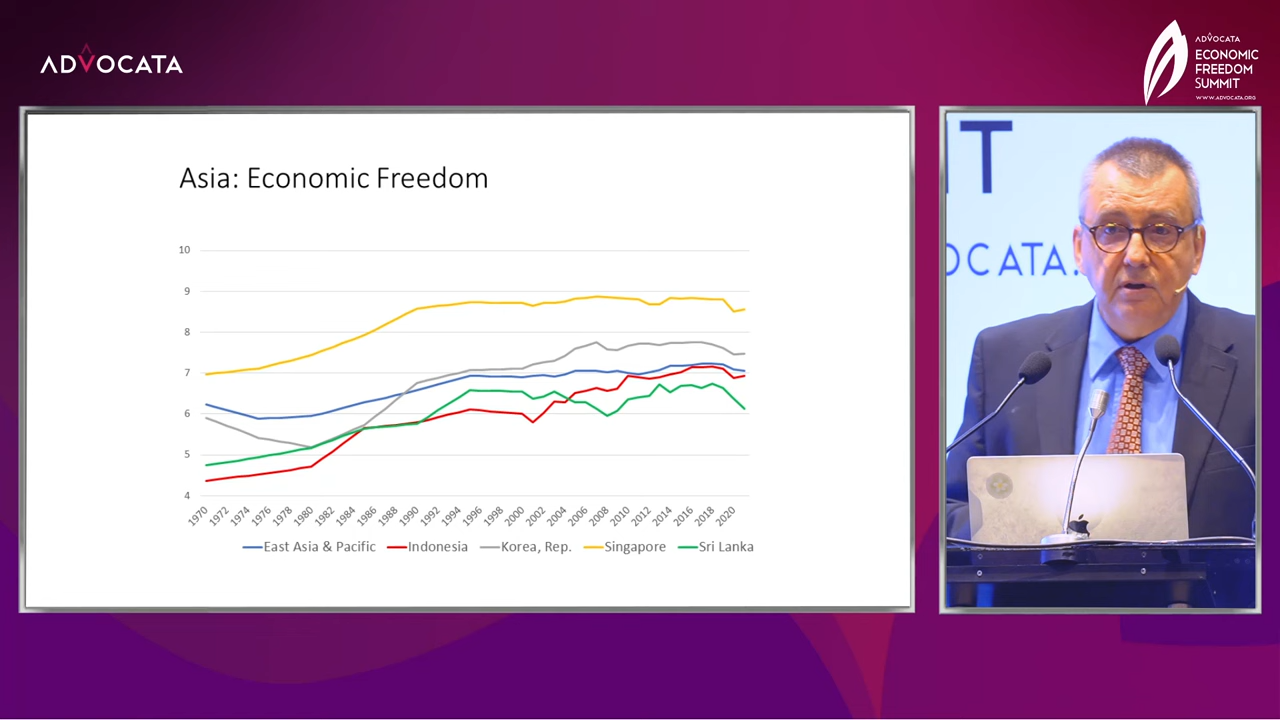 ADVOCATA
ADVOCATA
ECONOMIC
FREEDOM
SUMMIT
WWW.ADVOCATA.ORG
Asia: Economic Freedom
10
9
8
7
6
5
4
1970 1972 1974 1976 1978 1980 1982 1984 1986 1988 1990 1992 1994 1996 1998 2000 2002 2004 2006 2008 2010 2012 2014 2016 2018 2020
East Asia & Pacific Indonesia Korea, Rep. Singapore Sri Lanka
IT
OCATA.